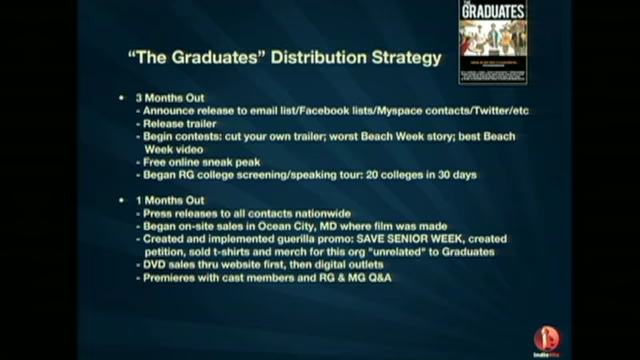 THE
GRADUATES
“The Graduates” Distribution Strategy
• 3 Months Out
- Announce release to email list/Facebook lists/Myspace contacts/Twitter/etc
- Release trailer
- Begin contests: cut your own trailer; worst Beach Week story; best Beach
Week video
- Free online sneak peak
- Began RG college screening/speaking tour: 20 colleges in 30 days
• 1 Months Out
- Press releases to all contacts nationwide
- Began on-site sales in Ocean City, MD where film was made
- Created and implemented guerilla promo: SAVE SENIOR WEEK, created
petition, sold t-shirts and merch for this org “unrelated” to Graduates
- DVD sales thru website first, then digital outlets
- Premieres with cast members and RG & MG Q&A